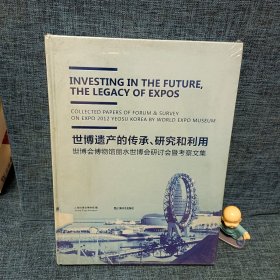 INVESTING IN THE FUTURE,
THE LEGACY OF EXPOS
COLLECTED PAPERS OF FORUM & SURVEY
ON EXPO 2012 YEOSU KOREA BY WORLD EXPO MUSEUM
世博遗产的传承、研究和利用
世博会博物馆丽水世博会研讨会暨考察文集